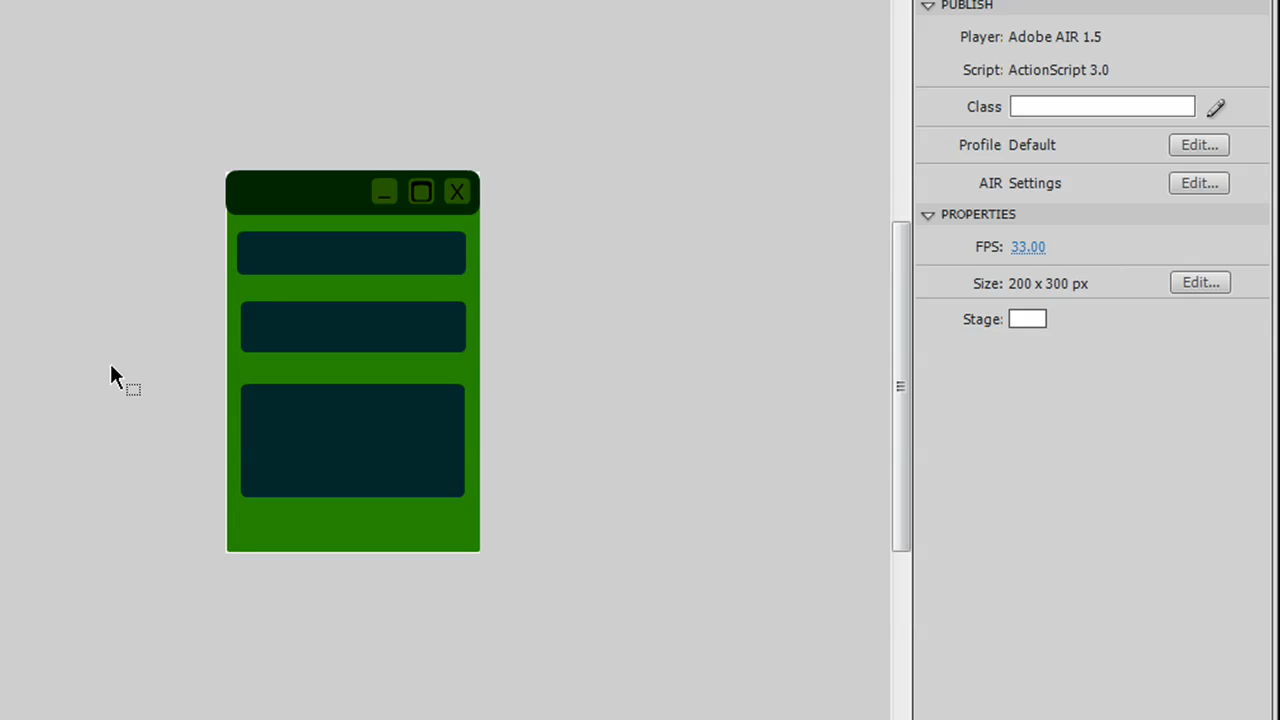 PUBLISH
Player: Adobe AIR 1.5
Script: ActionScript 3.0
Class
Profile Default Edit...
AIR Settings Edit...
PROPERTIES
FPS: 33.00
Size: 200 x 300 px Edit...
Stage:
_ X